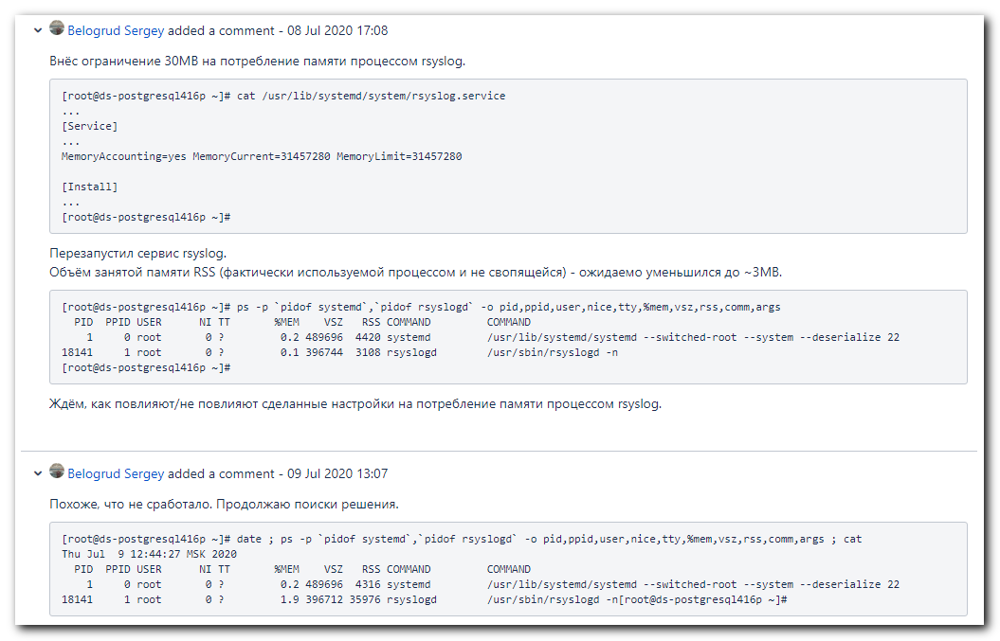 Belogrud Sergey added a comment - 08 Jul 2020 17:08
Внёс ограничение 30MB на потребление памяти процессом rsyslog.
[root@ds-postgresql416p ~]# cat /usr/lib/systemd/system/rsyslog.service
...
[Service]
...
MemoryAccounting=yes MemoryCurrent=31457280 MemoryLimit=31457280
[Install]
...
[root@ds-postgresql416p ~]#
Перезапустил сервис rsyslog.
Объём занятой памяти RSS (фактически используемой процессом и не свопящейся) - ожидаемо уменьшился до ~3MB.
[root@ds-postgresql416p ~]# ps -p `pidof systemd`,`pidof rsyslogd` -o pid,ppid,user,nice,tty,%mem,vsz,rss,comm,args
PID PPID USER NI TT %MEM VSZ RSS COMMAND COMMAND
1 0 root 0 ? 0.2 489696 4420 systemd /usr/lib/systemd/systemd --switched-root --system --deserialize 22
18141 1 root 0 ? 0.1 396744 3108 rsyslogd /usr/sbin/rsyslogd -n
[root@ds-postgresql416p ~]#
Ждём, как повлияют/не повлияют сделанные настройки на потребление памяти процессом rsyslog.
Belogrud Sergey added a comment - 09 Jul 2020 13:07
Похоже, что не сработало. Продолжаю поиски решения.
[root@ds-postgresql416p ~]# date ; ps -p `pidof systemd`,`pidof rsyslogd` -o pid,ppid,user,nice,tty,%mem,vsz,rss,comm,args ; cat
Thu Jul 9 12:44:27 MSK 2020
PID PPID USER NI TT %MEM VSZ RSS COMMAND COMMAND
1 0 root 0 ? 0.2 489696 4316 systemd /usr/lib/systemd/systemd --switched-root --system --deserialize 22
18141 1 root 0 ? 1.9 396712 35976 rsyslogd /usr/sbin/rsyslogd -n[root@ds-postgresql416p ~]#